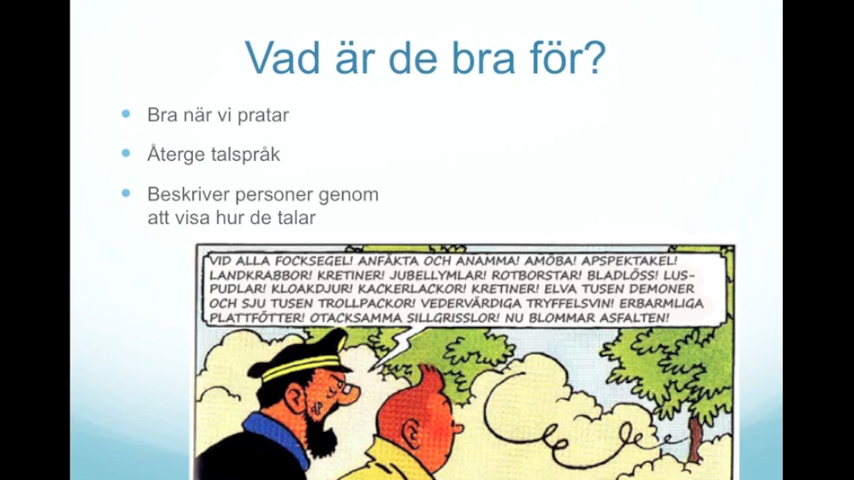 Vad är de bra för?
Bra när vi pratar
Återge talspråk
Beskriver personer genom
att visa hur de talar
VID ALLA FOCKSEGEL! ANFÄKTA OCH ANAMMA! AMÖBA! APSPEKTAKEL!
LANDKRABBOR! KRETINER! JUBELLYMLAR! ROTBORSTAR! BLADLÖSS! LUS-
PUDLAR! KLOAKDJUR! KACKERLACKOR! KRETINER! ELVA TUSEN DEMONER
OCH SJU TUSEN TROLLPACKOR! VEDERVÄRDIGA TRYFFELSVIN! ERBARMLIGA
PLATTFÖTTER! OTACKSAMMA SILLGRISSLOR! NU BLOMMAR ASFALTEN!